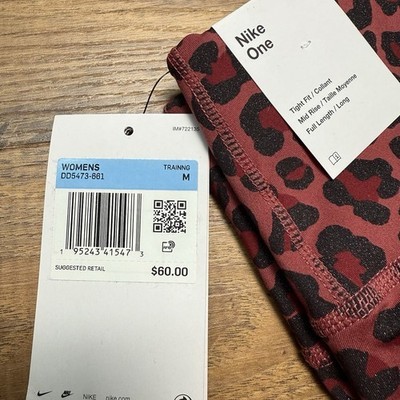 Nike
One
Tight Fit / Collant
Mid Rise / Taille Moyenne
Full Length / Long
WOMENS
TRAINNG
DD5473-661
M
1 95243 41547 3
SUGGESTED RETAIL
$60.00
NIKE
nike.com